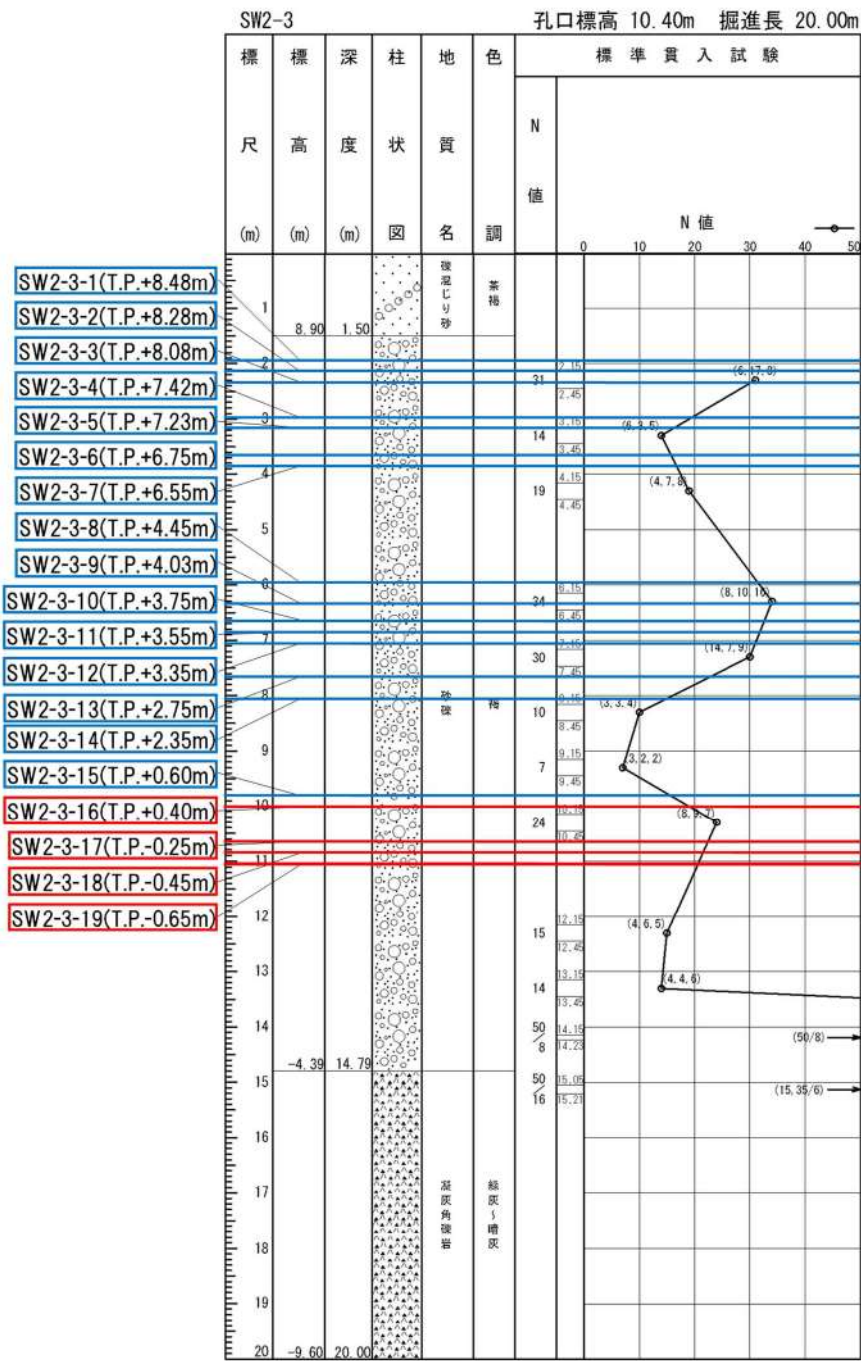 SW2-3 孔口標高 10.40m 掘進長 20.00m
標尺(m)
標高(m)
深度(m)
柱状図
地質名
色調
標準貫入試験
N値
N 値
0 10 20 30 40 50
SW2-3-1(T.P.+8.48m)
SW2-3-2(T.P.+8.28m)
SW2-3-3(T.P.+8.08m)
SW2-3-4(T.P.+7.42m)
SW2-3-5(T.P.+7.23m)
SW2-3-6(T.P.+6.75m)
SW2-3-7(T.P.+6.55m)
SW2-3-8(T.P.+4.45m)
SW2-3-9(T.P.+4.03m)
SW2-3-10(T.P.+3.75m)
SW2-3-11(T.P.+3.55m)
SW2-3-12(T.P.+3.35m)
SW2-3-13(T.P.+2.75m)
SW2-3-14(T.P.+2.35m)
SW2-3-15(T.P.+0.60m)
SW2-3-16(T.P.+0.40m)
SW2-3-17(T.P.-0.25m)
SW2-3-18(T.P.-0.45m)
SW2-3-19(T.P.-0.65m)
礫混じり砂
茶褐
1
8.90 1.50
2
2.15
31 (6,17,8)
2.45
3
3.15
14 (6,3,5)
3.45
4
4.15
19 (4,7,8)
4.45
5
6
6.15
34 (8,10,16)
6.45
7
7.15
30 (14,7,9)
7.45
8
砂礫
褐
10 (3,3,4)
8.45
9
9.15
7 (3,2,2)
9.45
10
10.15
24
10.45
11
12
12.15
15 (4,6,5)
12.45
13
13.15
14 (4,4,6)
13.45
14
50/8
14.15
14.23
(50/8)
-4.39 14.79
15
50/16
15.05
15.21
(15,35/6)
16
17
凝灰角礫岩
18
19
20
-9.60 20.00